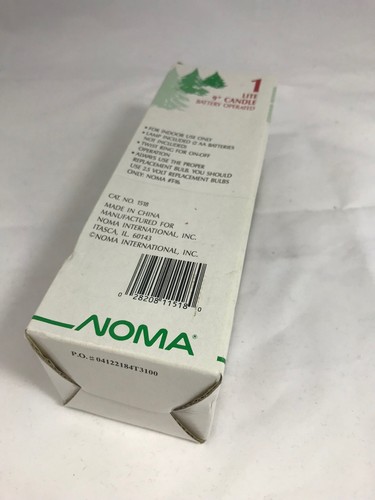 1
LITE
9" CANDLE
BATTERY OPERATED
• FOR INDOOR USE ONLY
• LAMP INCLUDED (2 AA BATTERIES
NOT INCLUDED)
• TWIST RING FOR ON-OFF
OPERATION
• ALWAYS USE THE PROPER
REPLACEMENT BULB. YOU SHOULD
USE 2.5 VOLT REPLACEMENT BULBS
ONLY: NOMA
CAT. NO. 1518
MADE IN CHINA
MANUFACTURED FOR
NOMA INTERNATIONAL, INC.
ITASCA, IL. 60143
©NOMA INTERNATIONAL, INC.
0 28208 11518 0
NOMA®
P.O. = 04122184T3100